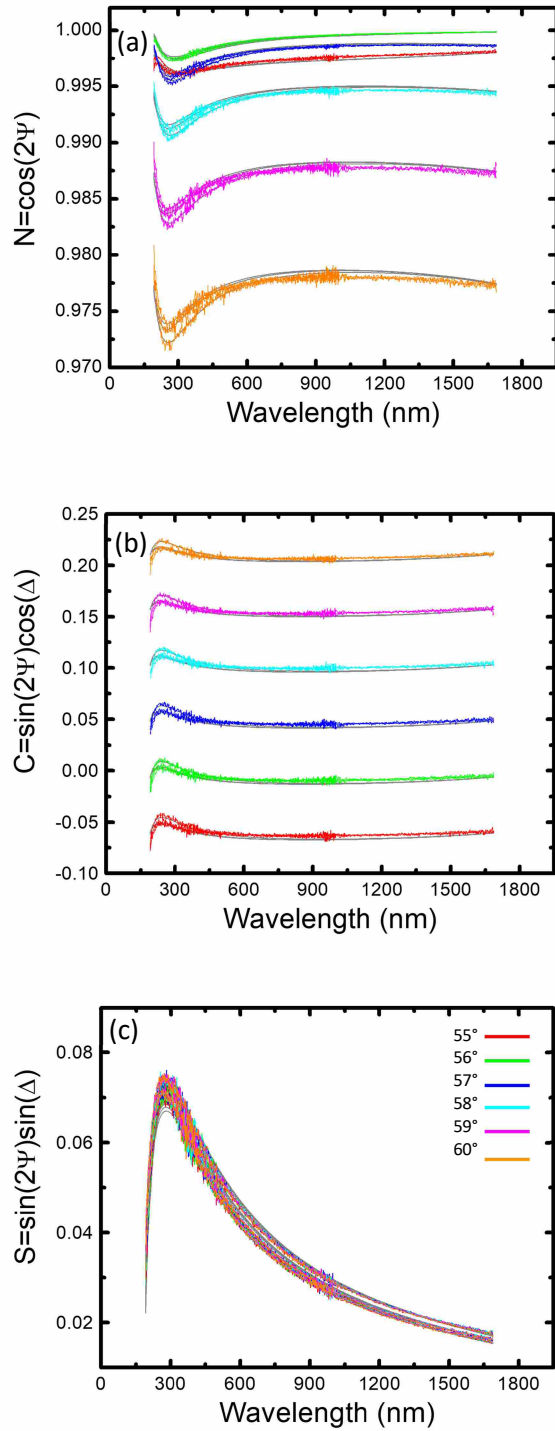 (a)
N=cos(2Ψ)
1.000
0.995
0.990
0.985
0.980
0.975
0.970
0 300 600 900 1200 1500 1800
Wavelength (nm)
(b)
C=sin(2Ψ)cos(Δ)
0.25
0.20
0.15
0.10
0.05
0.00
-0.05
-0.10
0 300 600 900 1200 1500 1800
Wavelength (nm)
(c)
S=sin(2Ψ)sin(Δ)
0.08
0.06
0.04
0.02
55°
56°
57°
58°
59°
60°
0 300 600 900 1200 1500 1800
Wavelength (nm)